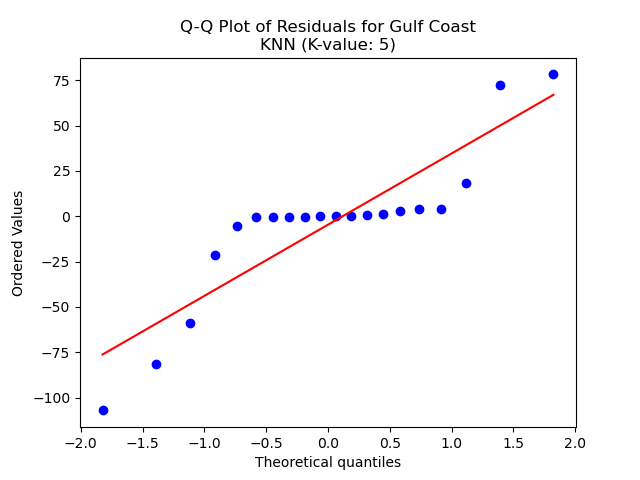 Q-Q Plot of Residuals for Gulf Coast
KNN (K-value: 5)
75
50
25
0
−25
−50
−75
−100
Ordered Values
−2.0 −1.5 −1.0 −0.5 0.0 0.5 1.0 1.5 2.0
Theoretical quantiles